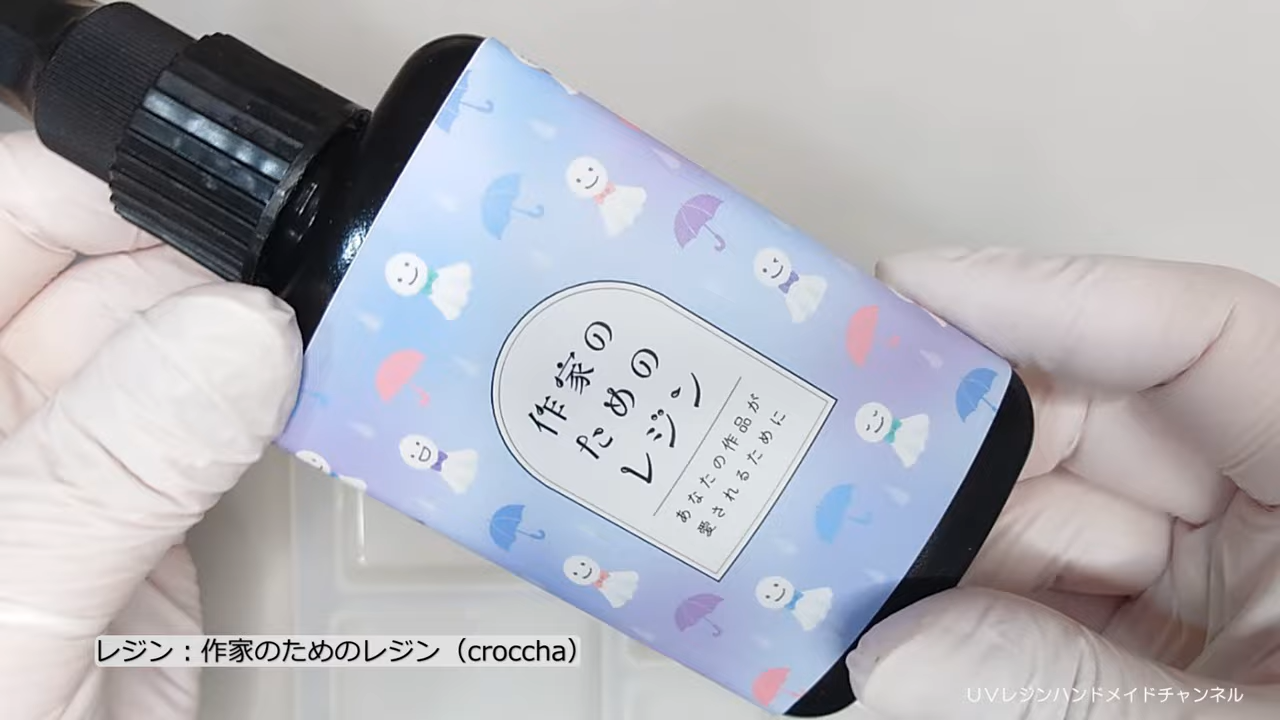 作家の
ための
レジン
あなたの作品が
愛されるために
レジン：作家のためのレジン（croccha）
UVレジンハンドメイドチャンネル